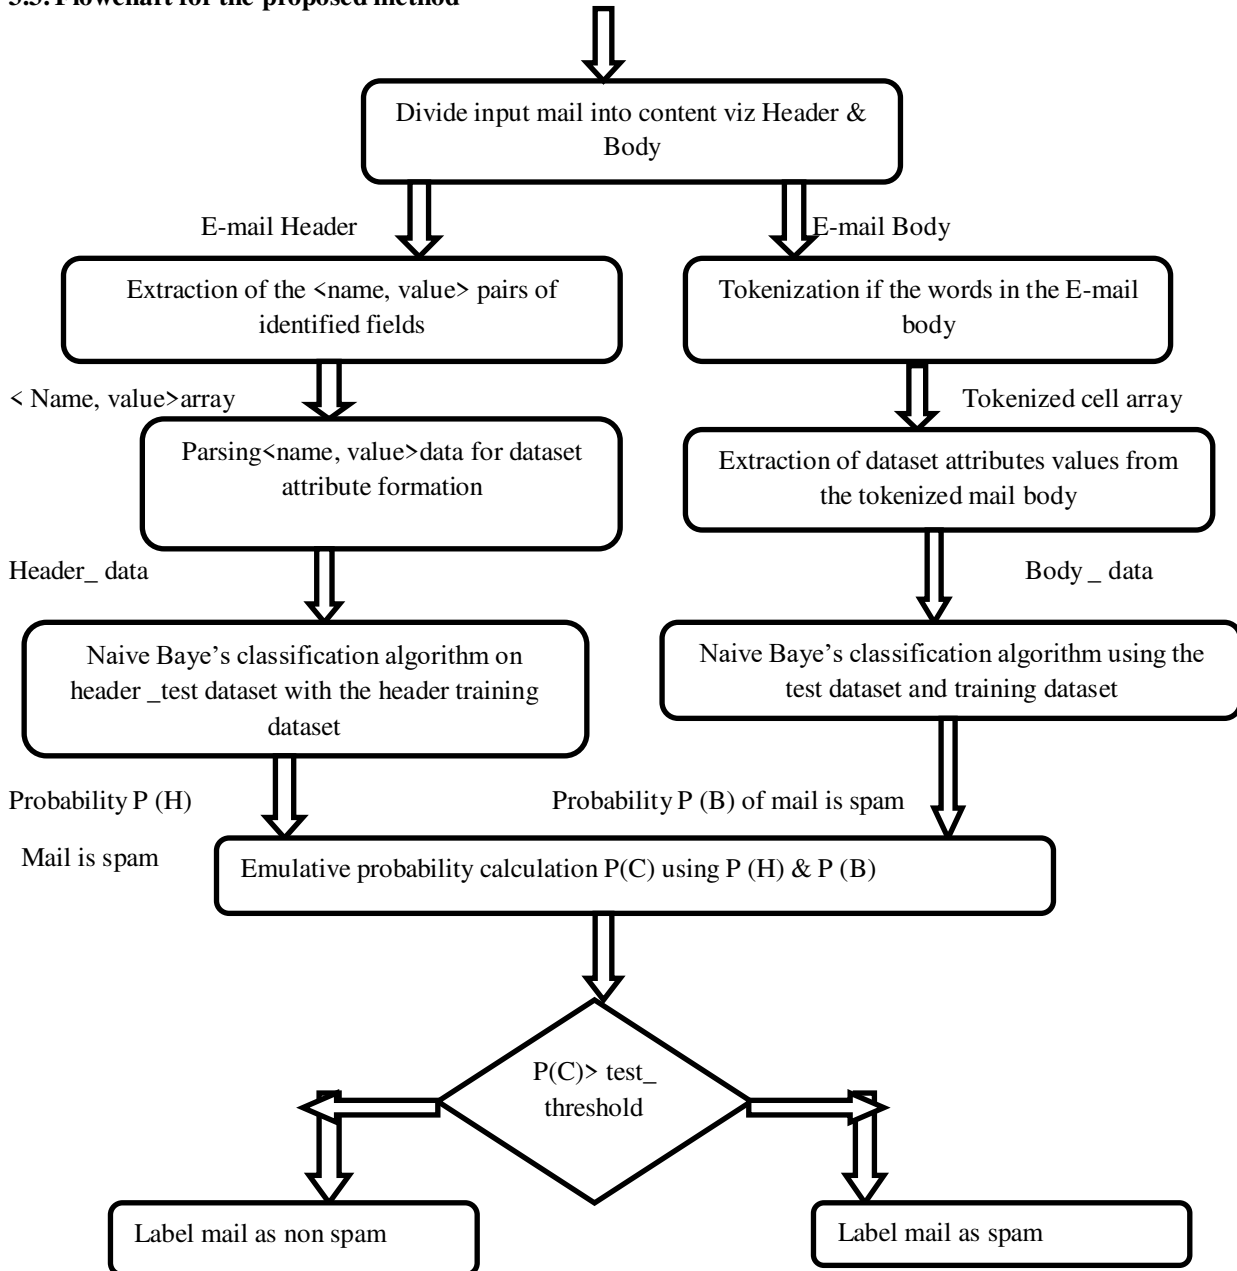 3.3. Flowchart for the proposed method
Divide input mail into content viz Header &
Body
E-mail Header
E-mail Body
Extraction of the <name, value> pairs of
identified fields
Tokenization if the words in the E-mail
body
< Name, value>array
Tokenized cell array
Parsing<name, value>data for dataset
attribute formation
Extraction of dataset attributes values from
the tokenized mail body
Header_ data
Body _ data
Naive Baye’s classification algorithm on
header _test dataset with the header training
dataset
Naive Baye’s classification algorithm using the
test dataset and training dataset
Probability P (H)
Mail is spam
Probability P (B) of mail is spam
Emulative probability calculation P(C) using P (H) & P (B)
P(C)> test_
threshold
Label mail as non spam
Label mail as spam